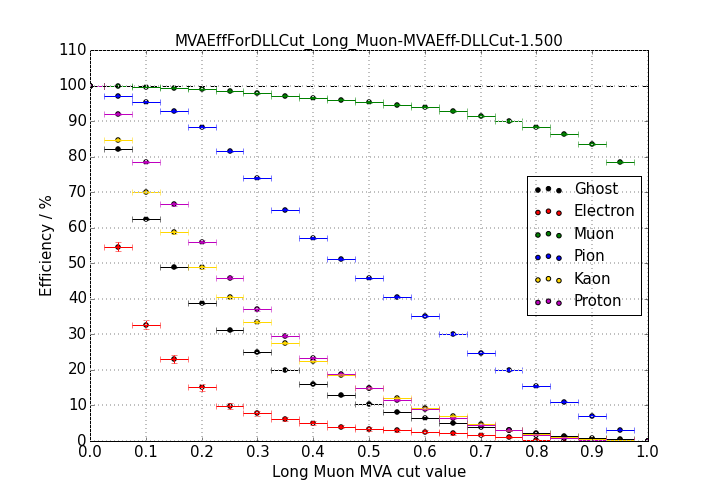 MVAEffForDLLCut_Long_Muon-MVAEff-DLLCut-1.500
110
100
90
80
70
60
50
40
30
20
10
0
Efficiency / %
Ghost
Electron
Muon
Pion
Kaon
Proton
0.0 0.1 0.2 0.3 0.4 0.5 0.6 0.7 0.8 0.9 1.0
Long Muon MVA cut value